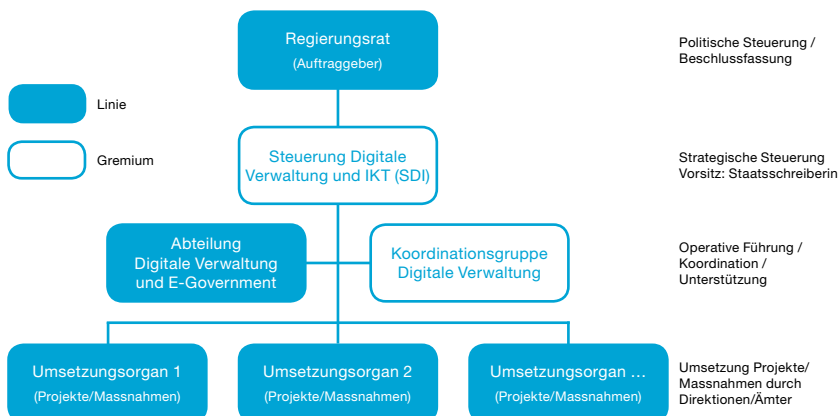 Regierungsrat
(Auftraggeber)
Politische Steuerung /
Beschlussfassung
Linie
Gremium
Steuerung Digitale
Verwaltung und IKT (SDI)
Strategische Steuerung
Vorsitz: Staatsschreiberin
Abteilung
Digitale Verwaltung
und E-Government
Koordinationsgruppe
Digitale Verwaltung
Operative Führung /
Koordination /
Unterstützung
Umsetzungsorgan 1
(Projekte/Massnahmen)
Umsetzungsorgan 2
(Projekte/Massnahmen)
Umsetzungsorgan ...
(Projekte/Massnahmen)
Umsetzung Projekte/
Massnahmen durch
Direktionen/Ämter